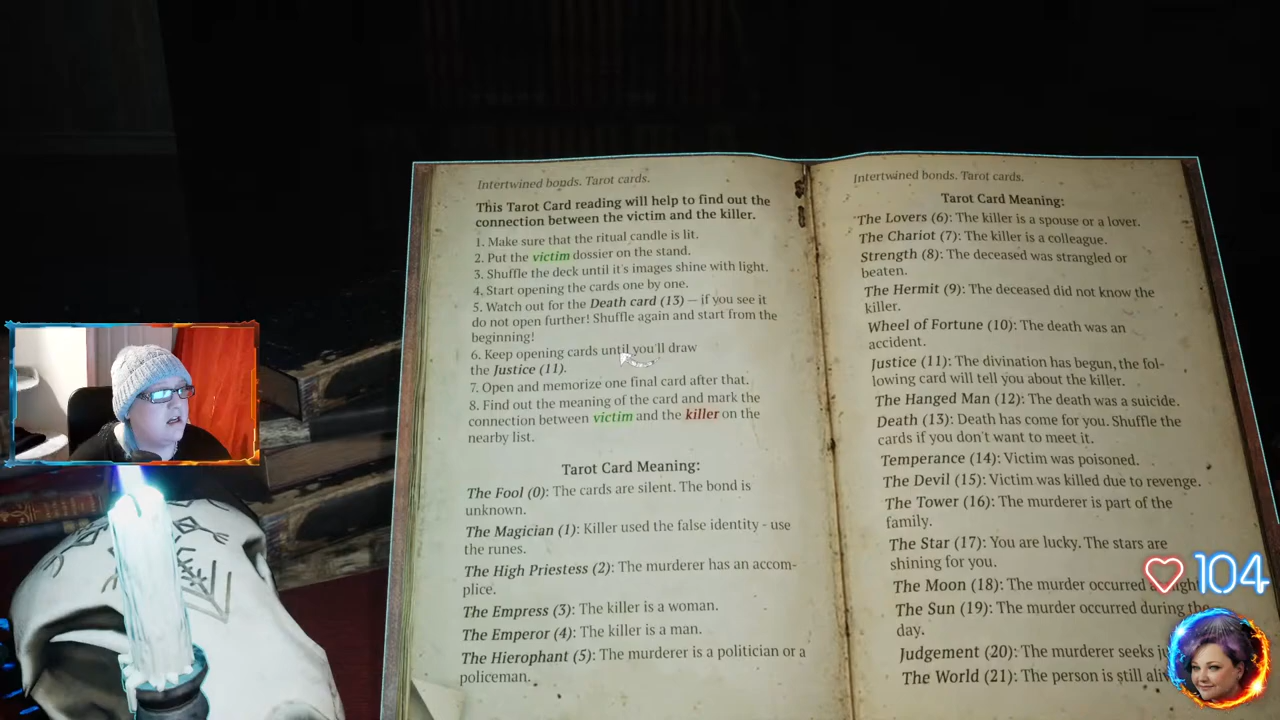 Intertwined bonds. Tarot cards.
This Tarot Card reading will help to find out the
connection between the victim and the killer.
1. Make sure that the ritual candle is lit.
2. Put the victim dossier on the stand.
3. Shuffle the deck until it's images shine with light.
4. Start opening the cards one by one.
5. Watch out for the Death card (13) — if you see it
do not open further! Shuffle again and start from the
beginning!
6. Keep opening cards until you'll draw
the Justice (11).
7. Open and memorize one final card after that.
8. Find out the meaning of the card and mark the
connection between victim and the killer on the
nearby list.
Tarot Card Meaning:
The Fool (0): The cards are silent. The bond is
unknown.
The Magician (1): Killer used the false identity - use
the runes.
The High Priestess (2): The murderer has an accom-
plice.
The Empress (3): The killer is a woman.
The Emperor (4): The killer is a man.
The Hierophant (5): The murderer is a politician or a
policeman.
Intertwined bonds. Tarot cards.
Tarot Card Meaning:
The Lovers (6): The killer is a spouse or a lover.
The Chariot (7): The killer is a colleague.
Strength (8): The deceased was strangled or
beaten.
The Hermit (9): The deceased did not know the
killer.
Wheel of Fortune (10): The death was an
accident.
Justice (11): The divination has begun, the fol-
lowing card will tell you about the killer.
The Hanged Man (12): The death was a suicide.
Death (13): Death has come for you. Shuffle the
cards if you don't want to meet it.
Temperance (14): Victim was poisoned.
The Devil (15): Victim was killed due to revenge.
The Tower (16): The murderer is part of the
family.
The Star (17): You are lucky. The stars are
shining for you.
The Moon (18): The murder occurred
The Sun (19): The murder occurred during the
day.
Judgement (20): The murderer seeks
The World (21): The person is still
104